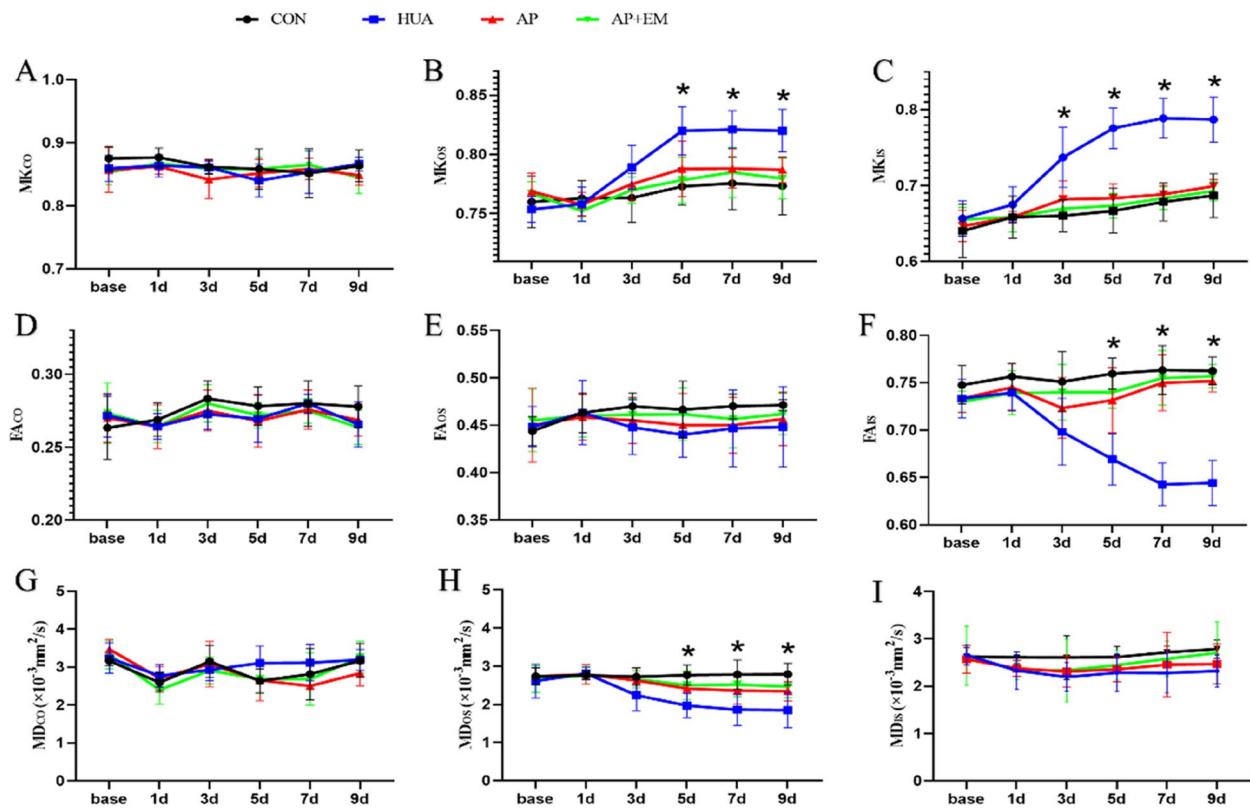 CON HUA AP AP+EM
A
MKCO
1.0
0.9
0.8
0.7
base 1d 3d 5d 7d 9d
B
MKOS
0.85
0.80
0.75
* * *
base 1d 3d 5d 7d 9d
C
MKIS
0.8
0.7
0.6
* * * *
base 1d 3d 5d 7d 9d
D
FACO
0.30
0.25
0.20
base 1d 3d 5d 7d 9d
E
FAOS
0.55
0.50
0.45
0.40
0.35
baes 1d 3d 5d 7d 9d
F
FAIS
0.80
0.75
0.70
0.65
0.60
* * *
base 1d 3d 5d 7d 9d
G
MDCO (×10⁻³mm²/s)
5
4
3
2
1
0
base 1d 3d 5d 7d 9d
H
MDOS (×10⁻³mm²/s)
5
4
3
2
1
0
* * *
base 1d 3d 5d 7d 9d
I
MDIS (×10⁻³mm²/s)
4
3
2
1
0
base 1d 3d 5d 7d 9d